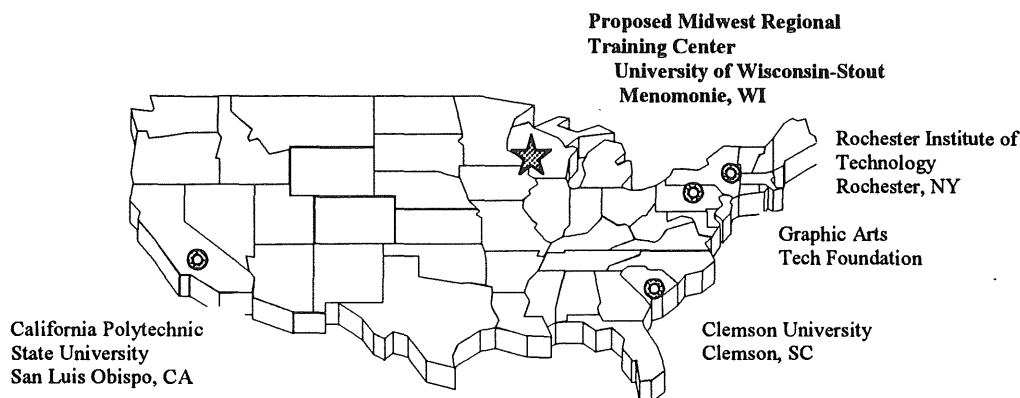 Proposed Midwest Regional
Training Center
University of Wisconsin-Stout
Menomonie, WI
Rochester Institute of
Technology
Rochester, NY
Graphic Arts
Tech Foundation
California Polytechnic
State University
San Luis Obispo, CA
Clemson University
Clemson, SC